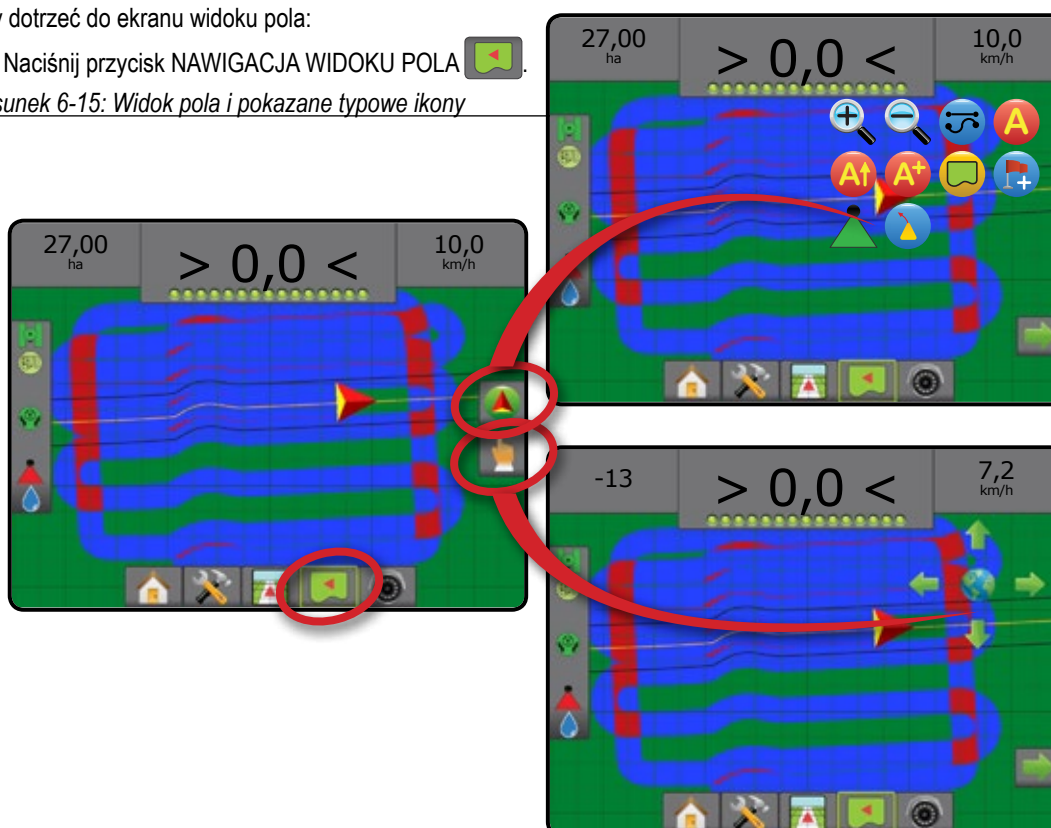 y dotrzeć do ekranu widoku pola:
Naciśnij przycisk NAWIGACJA WIDOKU POLA .
sunek 6-15: Widok pola i pokazane typowe ikony
27,00
ha
> 0,0 <
10,0
km/h
A
A↑
A+
27,00
ha
> 0,0 <
10,0
km/h
-13
> 0,0 <
7,2
km/h